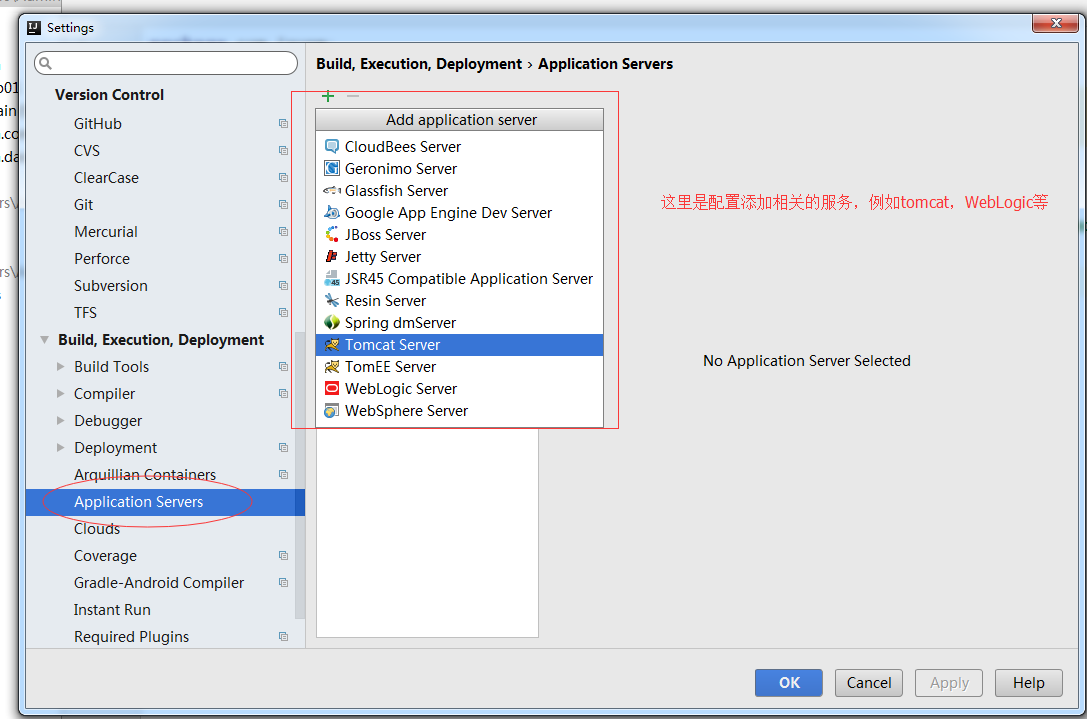 Settings
Version Control
GitHub
CVS
ClearCase
Git
Mercurial
Perforce
Subversion
TFS
Build, Execution, Deployment
Build Tools
Compiler
Debugger
Deployment
Arquillian Containers
Application Servers
Clouds
Coverage
Gradle-Android Compiler
Instant Run
Required Plugins
Build, Execution, Deployment › Application Servers
Add application server
CloudBees Server
Geronimo Server
Glassfish Server
Google App Engine Dev Server
JBoss Server
Jetty Server
JSR45 Compatible Application Server
Resin Server
Spring dmServer
Tomcat Server
TomEE Server
WebLogic Server
WebSphere Server
这里是配置添加相关的服务，例如tomcat，WebLogic等
No Application Server Selected
OK
Cancel
Apply
Help